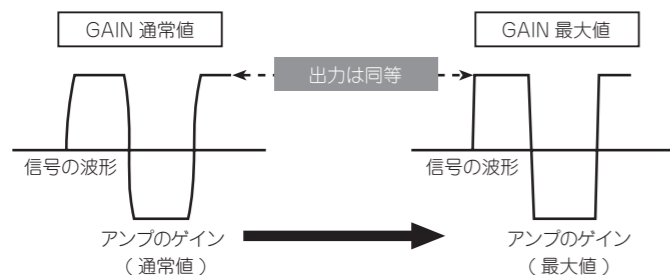 GAIN 通常値
GAIN 最大値
出力は同等
信号の波形
信号の波形
アンプのゲイン
( 通常値 )
アンプのゲイン
( 最大値 )